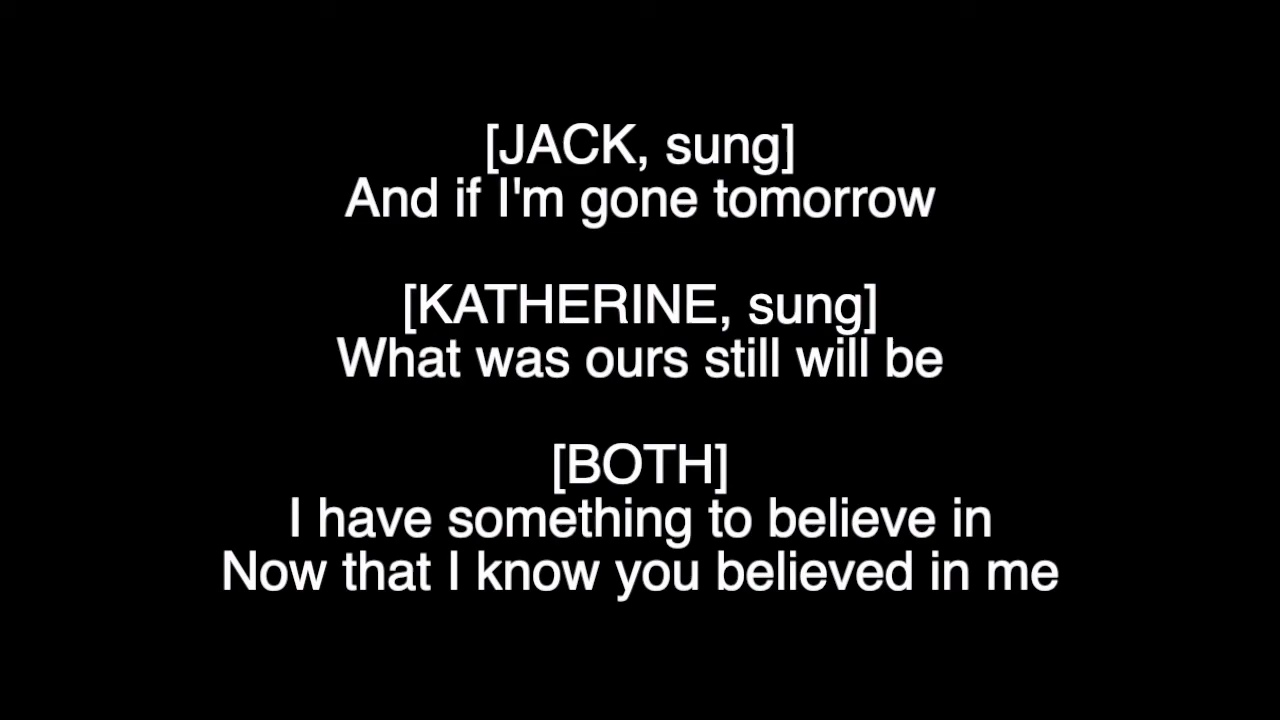 [JACK, sung]
And if I'm gone tomorrow
[KATHERINE, sung]
What was ours still will be
[BOTH]
I have something to believe in
Now that I know you believed in me